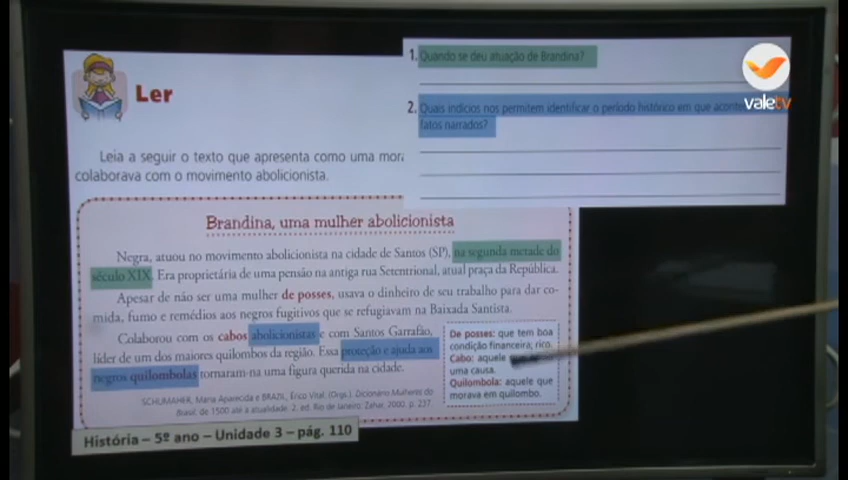 Ler
Leia a seguir o texto que apresenta como uma
colaborava com o movimento abolicionista.
1. Quando se deu atuação de Brandina?
2. Quais indícios nos permitem identificar o período histórico em que
fatos narrados?
valetv
Brandina, uma mulher abolicionista
Negra, atuou no movimento abolicionista na cidade de Santos (SP), na segunda metade do
século XIX. Era proprietária de uma pensão na antiga rua Setentrional, atual praça da República.
Apesar de não ser uma mulher de posses, usava o dinheiro de seu trabalho para dar co-
mida, fumo e remédios aos negros fugitivos que se refugiavam na Baixada Santista.
Colaborou com os cabos abolicionistas e com Santos Garrafão,
líder de um dos maiores quilombos da região. Essa proteção e ajuda aos
negros quilombolas tornaram-na uma figura querida na cidade.
SCHUMAHER, Maria Aparecida e BRAZIL, Érico Vital. (Orgs.). Dicionário Mulheres do
Brasil: de 1500 até a atualidade. 2. ed. Rio de Janeiro: Zahar, 2000. p. 237.
De posses: que tem boa
condição financeira; rico.
Cabo: aquele
uma causa.
Quilombola: aquele que
morava em quilombo.
História – 5º ano – Unidade 3 – pág. 110